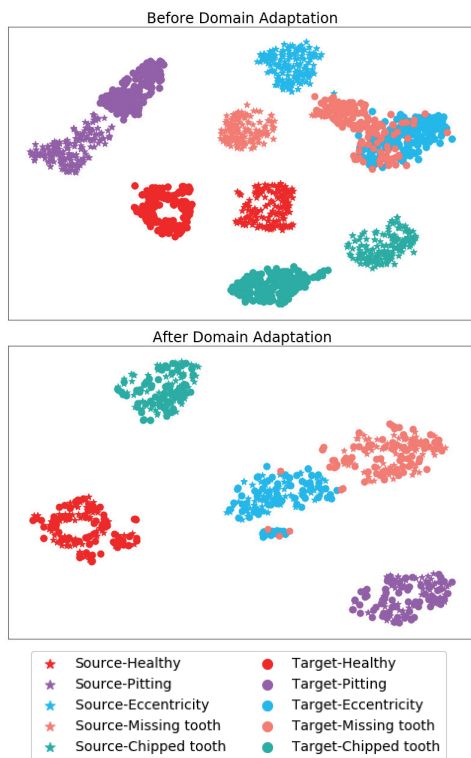 Before Domain Adaptation
After Domain Adaptation
Source-Healthy
Source-Pitting
Source-Eccentricity
Source-Missing tooth
Source-Chipped tooth
Target-Healthy
Target-Pitting
Target-Eccentricity
Target-Missing tooth
Target-Chipped tooth